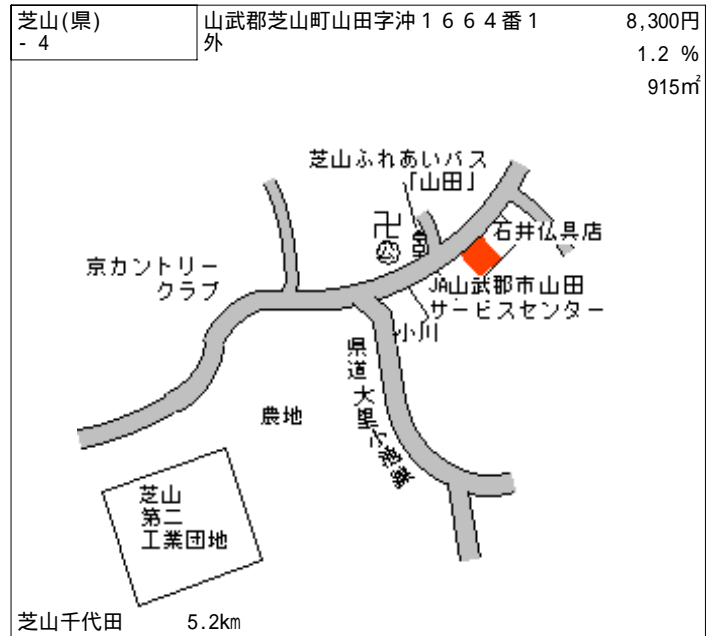 芝山(県)
- 4
山武郡芝山町山田字沖１６６４番１
外
8,300円
1.2 %
915㎡
芝山ふれあいバス
「山田」
卍
石井仏具店
京カントリー
クラブ
JA山武郡市山田
サービスセンター
小川
県道大里小池線
農地
芝山
第二
工業団地
芝山千代田 5.2km